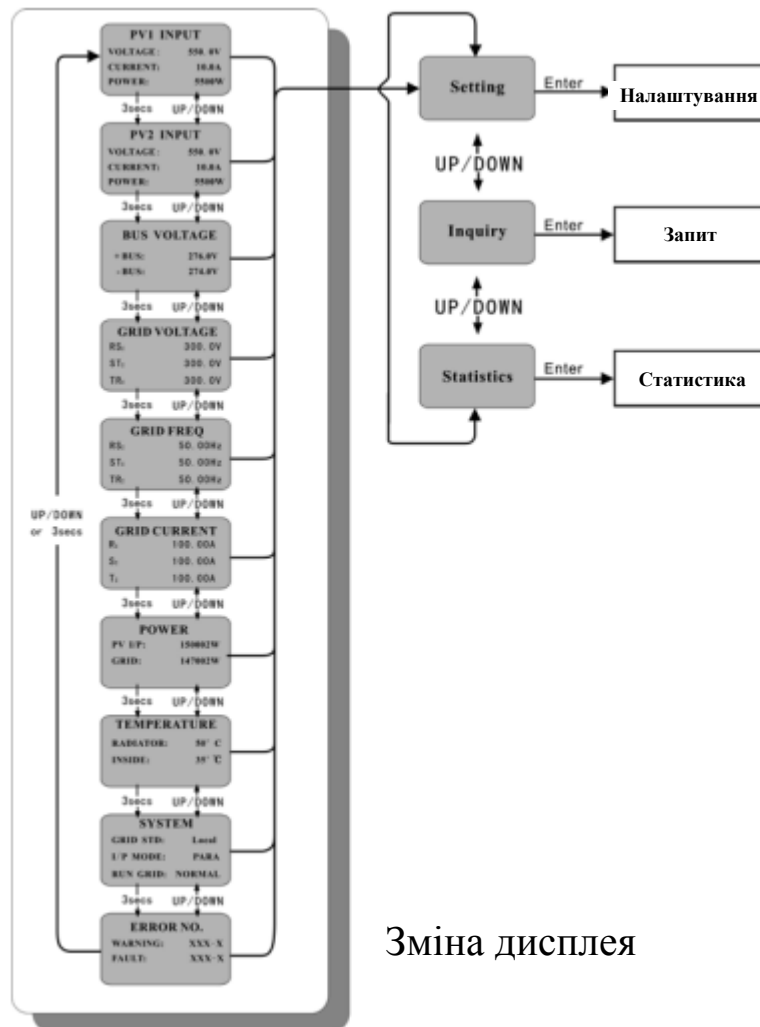 PV1 INPUT
VOLTAGE: 550.0V
CURRENT: 10.0A
POWER: 5500W
3secs UP/DOWN
PV2 INPUT
VOLTAGE: 550.0V
CURRENT: 10.0A
POWER: 5500W
3secs UP/DOWN
BUS VOLTAGE
+BUS: 276.0V
-BUS: 274.0V
3secs UP/DOWN
GRID VOLTAGE
RS: 300.0V
ST: 300.0V
TR: 300.0V
3secs UP/DOWN
GRID FREQ
RS: 50.00Hz
ST: 50.00Hz
TR: 50.00Hz
3secs UP/DOWN
GRID CURRENT
R: 100.00A
S: 100.00A
T: 100.00A
3secs UP/DOWN
POWER
PV I/P: 150002W
GRID: 147002W
3secs UP/DOWN
TEMPERATURE
RADIATOR: 50° C
INSIDE: 35° ℃
3secs UP/DOWN
SYSTEM
GRID STD: Local
I/P MODE: PARA
RUN GRID: NORMAL
3secs UP/DOWN
ERROR NO.
WARNING: XXX-X
FAULT: XXX-X
UP/DOWN
or 3secs
Setting
Enter
Налаштування
UP/DOWN
Inquiry
Enter
Запит
UP/DOWN
Statistics
Enter
Статистика
Зміна дисплея